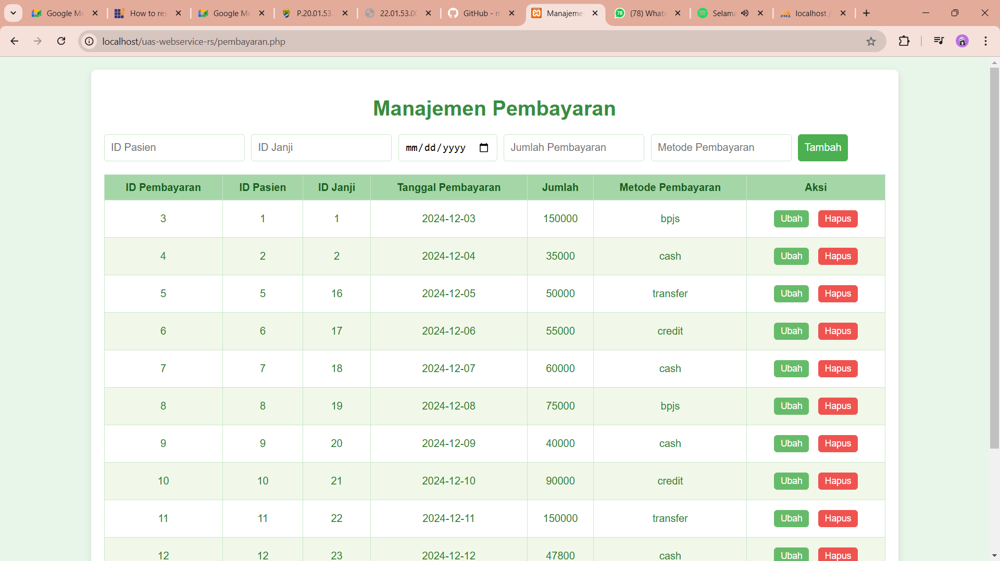 Google Me
How to res
Google Me
P.20.01.53.
22.01.53.00
GitHub - m
Manajeme
(78) Whats
Selama
localhost /
localhost/uas-webservice-rs/pembayaran.php
Manajemen Pembayaran
ID Pasien ID Janji mm/dd/yyyy Jumlah Pembayaran Metode Pembayaran Tambah
ID Pembayaran ID Pasien ID Janji Tanggal Pembayaran Jumlah Metode Pembayaran Aksi
3 1 1 2024-12-03 150000 bpjs Ubah Hapus
4 2 2 2024-12-04 35000 cash Ubah Hapus
5 5 16 2024-12-05 50000 transfer Ubah Hapus
6 6 17 2024-12-06 55000 credit Ubah Hapus
7 7 18 2024-12-07 60000 cash Ubah Hapus
8 8 19 2024-12-08 75000 bpjs Ubah Hapus
9 9 20 2024-12-09 40000 cash Ubah Hapus
10 10 21 2024-12-10 90000 credit Ubah Hapus
11 11 22 2024-12-11 150000 transfer Ubah Hapus
12 12 23 2024-12-12 47800 cash Ubah Hapus